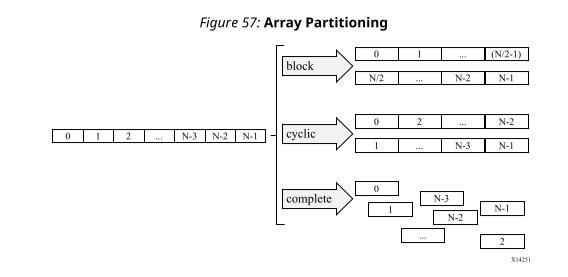 Figure 57: Array Partitioning
block
0 1 ... (N/2-1)
N/2 ... N-2 N-1
0 1 2 ... N-3 N-2 N-1
cyclic
0 2 ... N-2
1 ... N-3 N-1
complete
0
N-3
1
N-1
N-2
...
2
X14251